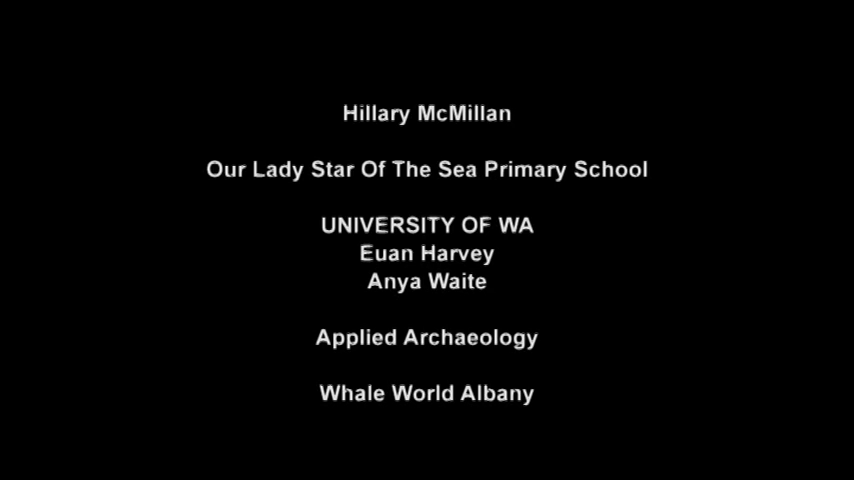 Hillary McMillan
Our Lady Star Of The Sea Primary School
UNIVERSITY OF WA
Euan Harvey
Anya Waite
Applied Archaeology
Whale World Albany